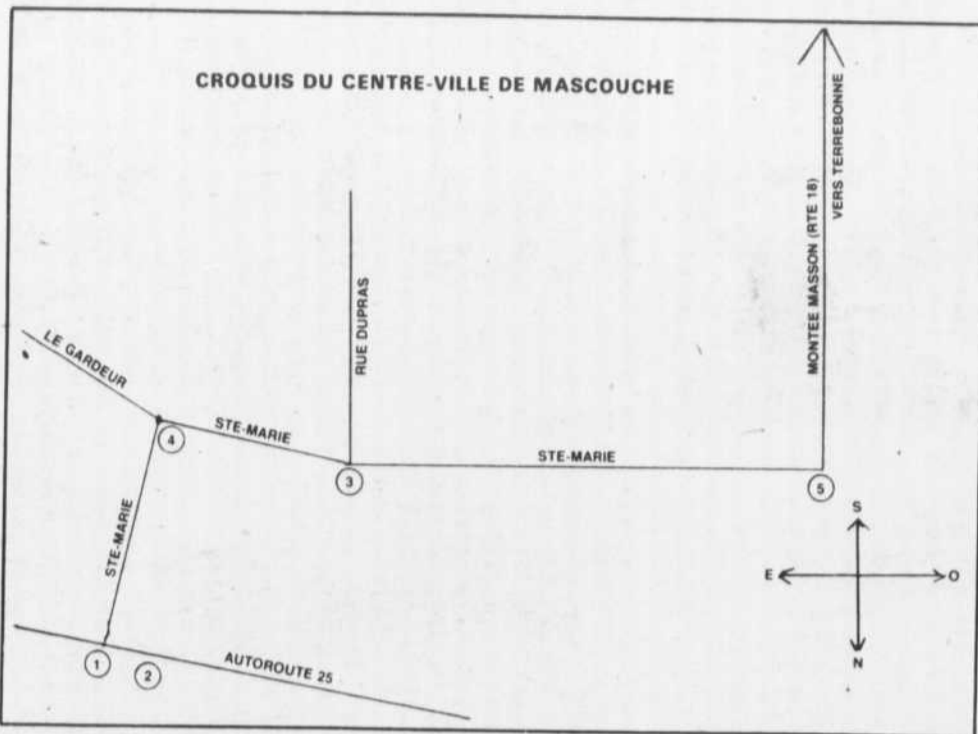 CROQUIS DU CENTRE-VILLE DE MASCOUCHE
MONTÉE MASSON (RTE 18)
VERS TERREBONNE
RUE DUPRAS
LE GARDEUR
4
STE-MARIE
3
STE-MARIE
5
STE-MARIE
S
E
O
N
1
2
AUTOROUTE 25